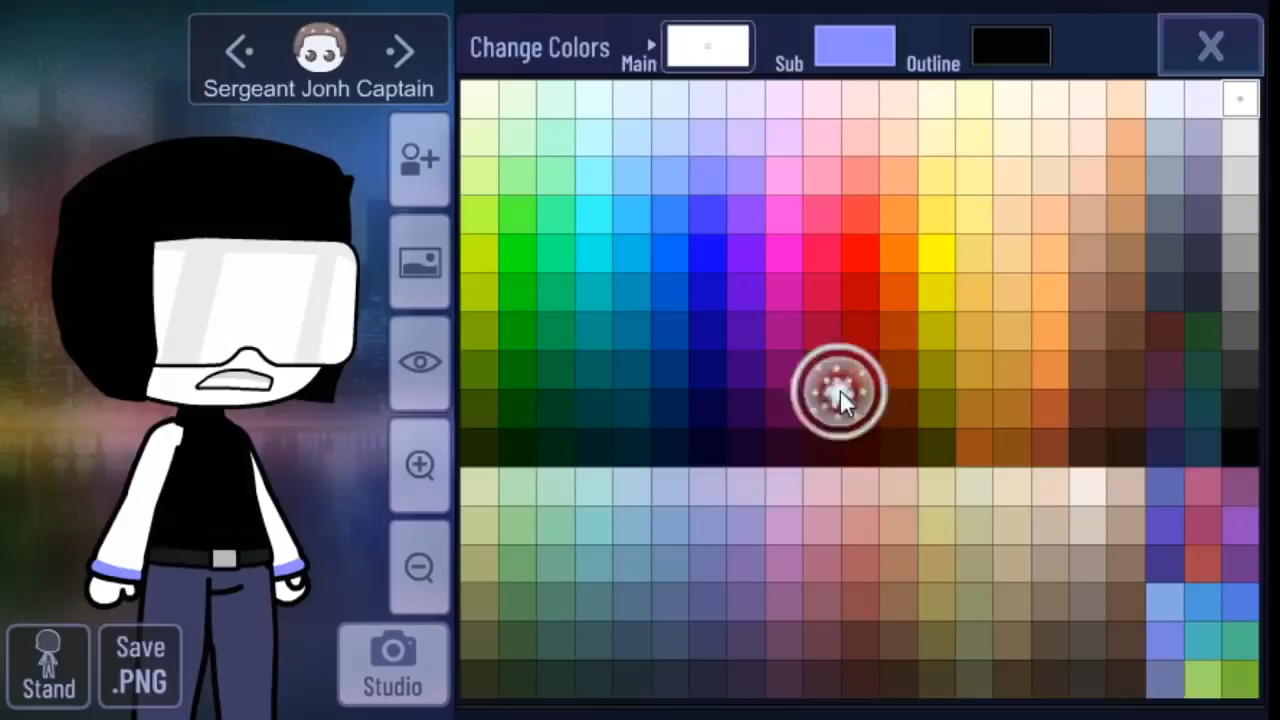 Sergeant Jonh Captain
Change Colors
Main
Sub
Outline
X
Stand
Save
.PNG
Studio